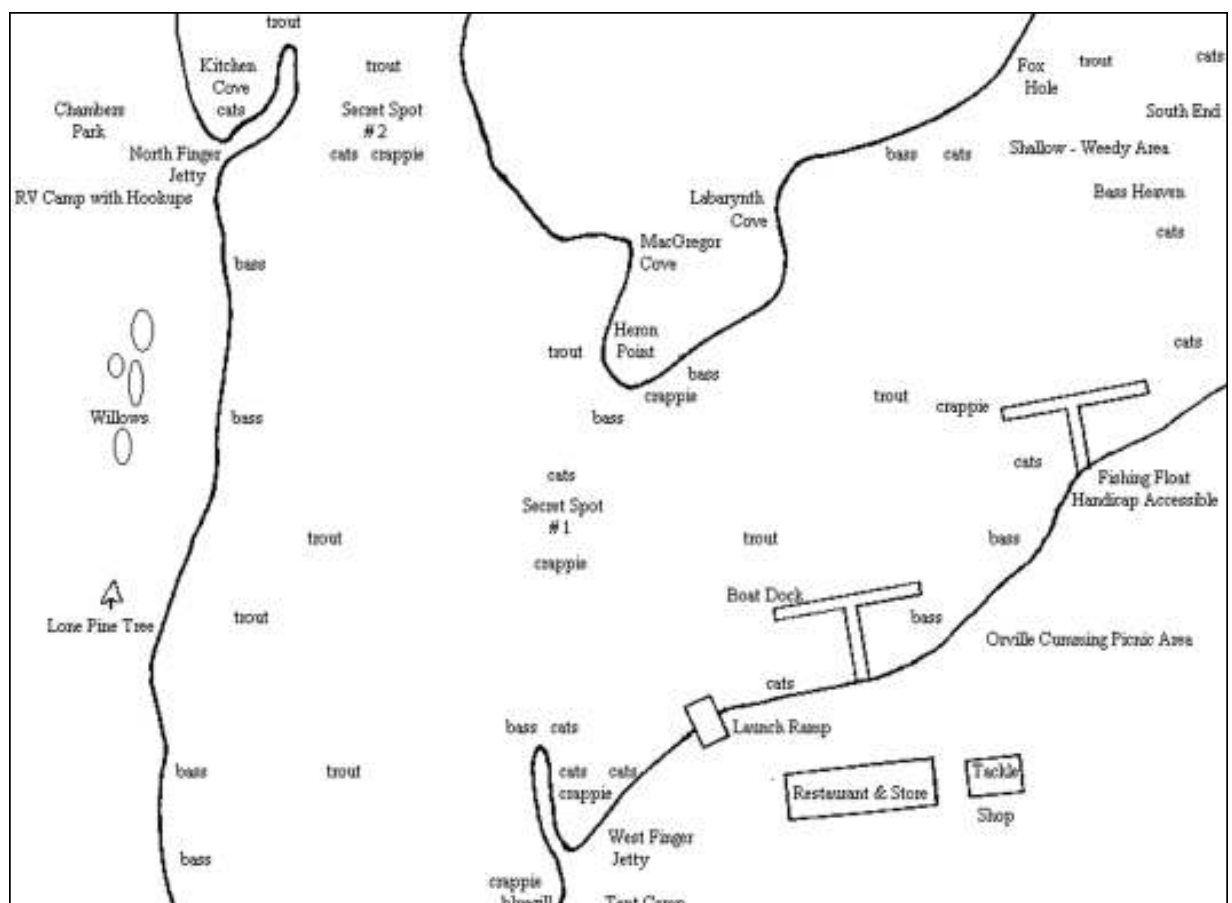 trout
Kitchen
Cove
cats
trout
Chambers
Park
Secret Spot
#2
cats crappie
North Finger
Jetty
RV Camp with Hookups
Fox
Hole
trout
cats
South End
bass cats
Shallow - Weedy Area
Bass Heaven
cats
Labarynth
Cove
MacGregor
Cove
bass
Heron
Point
trout
bass
crappie
bass
cats
trout
crappie
Willows
bass
cats
cats
Fishing Float
Handicap Accessible
Secret Spot
#1
crappie
trout
trout
bass
Boat Dock
bass
Lone Pine Tree
trout
Orville Cumming Picnic Area
cats
bass cats
Launch Ramp
bass
trout
cats cats
crappie
Restaurant & Store
Tackle
Shop
West Finger
Jetty
bass
crappie
bluegill
Tent Camp